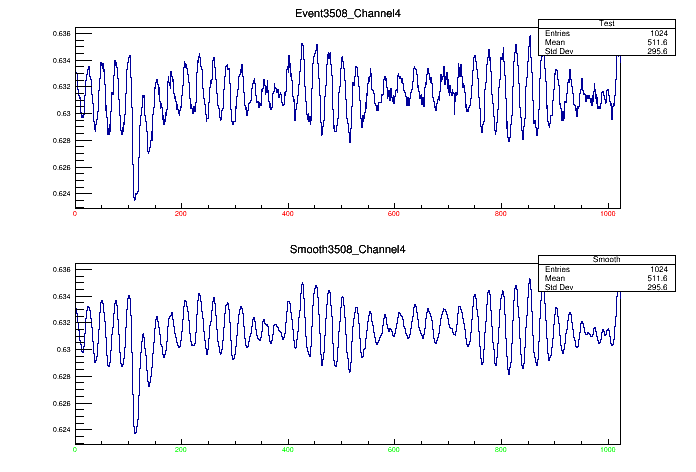 Event3508_Channel4
Test
Entries 1024
Mean 511.6
Std Dev 295.6
0.636
0.634
0.632
0.63
0.628
0.626
0.624
0 200 400 600 800 1000
Smooth3508_Channel4
Smooth
Entries 1024
Mean 511.6
Std Dev 295.6
0.636
0.634
0.632
0.63
0.628
0.626
0.624
0 200 400 600 800 1000